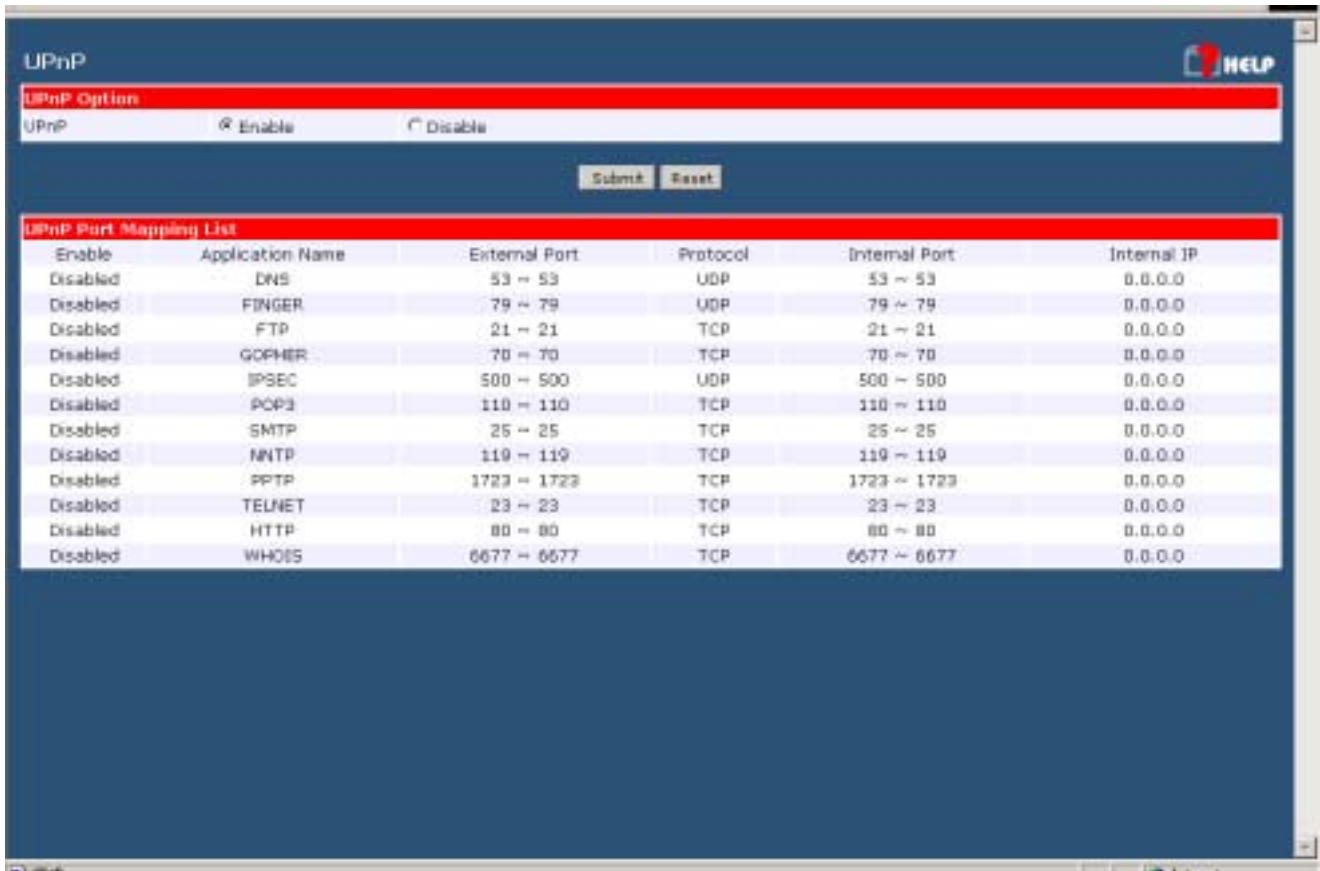 UPnP
HELP
UPnP Option
UPnP Enable Disable
Submit Reset
UPnP Port Mapping List
Enable Application Name External Port Protocol Internal Port Internal IP
Disabled DNS 53 ~ 53 UDP 53 ~ 53 0.0.0.0
Disabled FINGER 79 ~ 79 UDP 79 ~ 79 0.0.0.0
Disabled FTP 21 ~ 21 TCP 21 ~ 21 0.0.0.0
Disabled GOPHER 70 ~ 70 TCP 70 ~ 70 0.0.0.0
Disabled IPSEC 500 ~ 500 UDP 500 ~ 500 0.0.0.0
Disabled POP3 110 ~ 110 TCP 110 ~ 110 0.0.0.0
Disabled SMTP 25 ~ 25 TCP 25 ~ 25 0.0.0.0
Disabled NNTP 119 ~ 119 TCP 119 ~ 119 0.0.0.0
Disabled PPTP 1723 ~ 1723 TCP 1723 ~ 1723 0.0.0.0
Disabled TELNET 23 ~ 23 TCP 23 ~ 23 0.0.0.0
Disabled HTTP 80 ~ 80 TCP 80 ~ 80 0.0.0.0
Disabled WHOIS 6677 ~ 6677 TCP 6677 ~ 6677 0.0.0.0